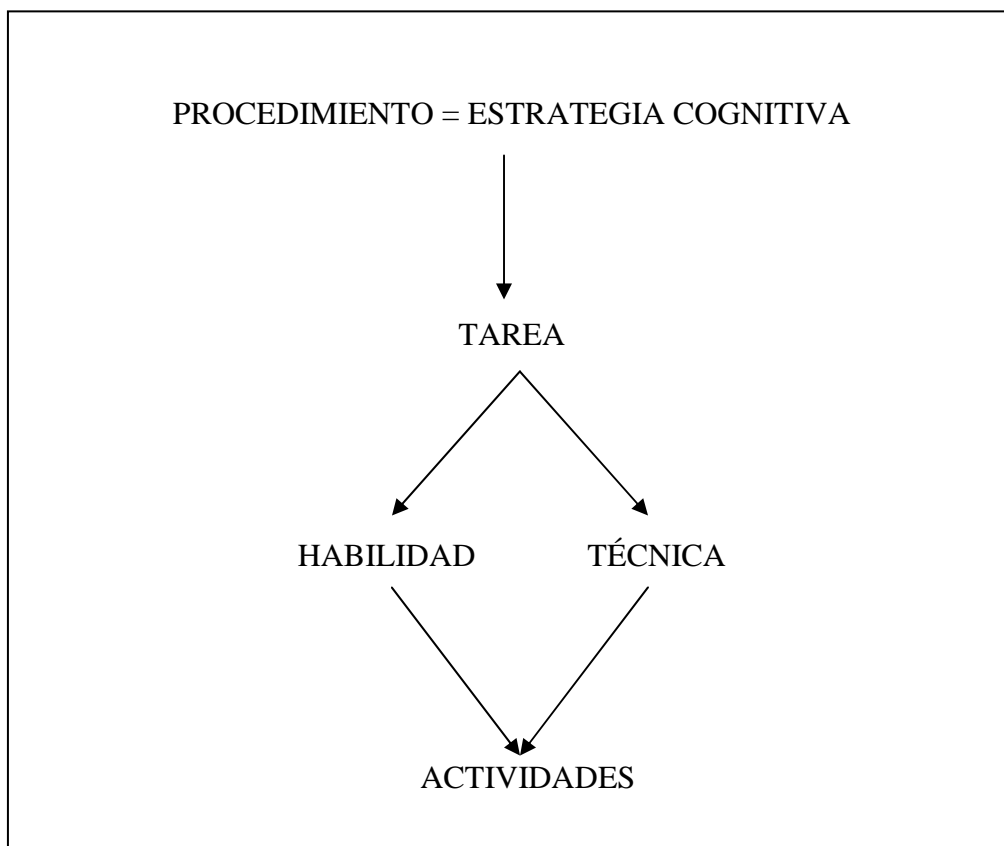 PROCEDIMIENTO = ESTRATEGIA COGNITIVA
TAREA
HABILIDAD TÉCNICA
ACTIVIDADES